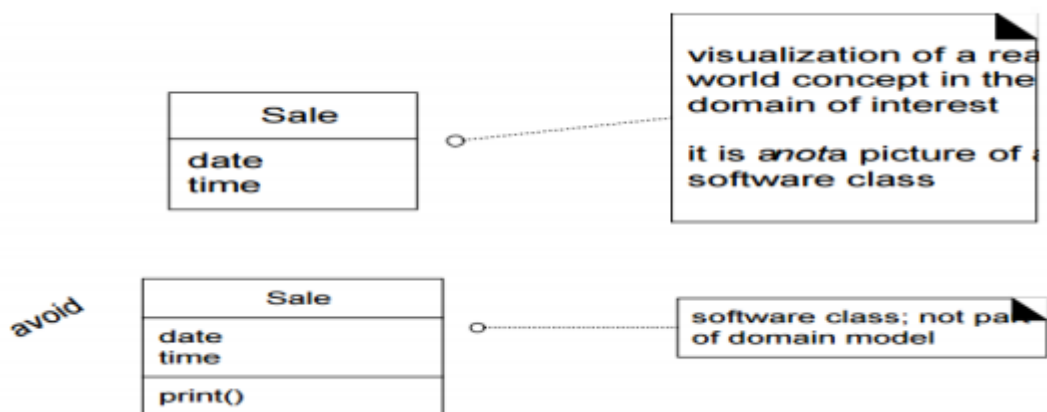 Sale
date
time
visualization of a rea
world concept in the
domain of interest
it is anota picture of a
software class
avoid
Sale
date
time
print()
software class; not part
of domain model